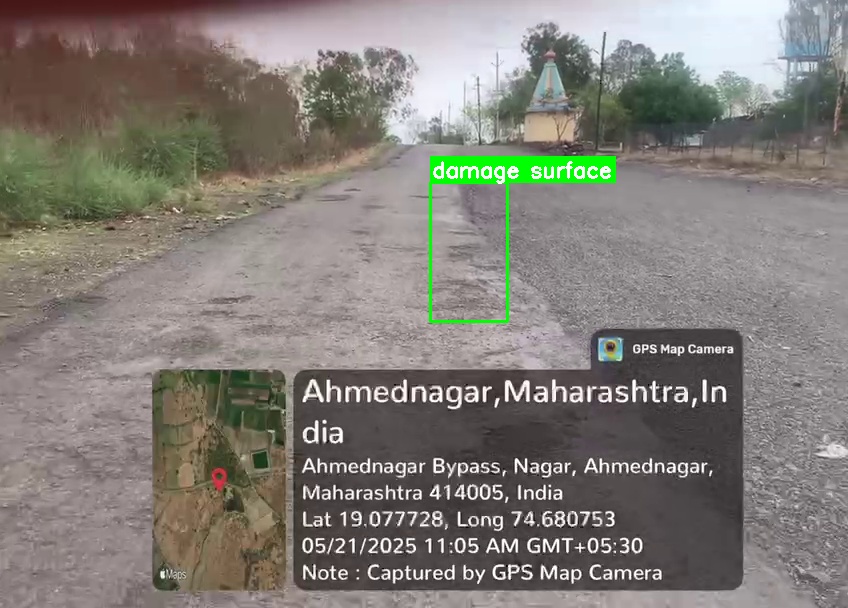 damage surface
GPS Map Camera
Ahmednagar,Maharashtra,In
dia
Ahmednagar Bypass, Nagar, Ahmednagar,
Maharashtra 414005, India
Lat 19.077728, Long 74.680753
05/21/2025 11:05 AM GMT+05:30
Note : Captured by GPS Map Camera
Maps